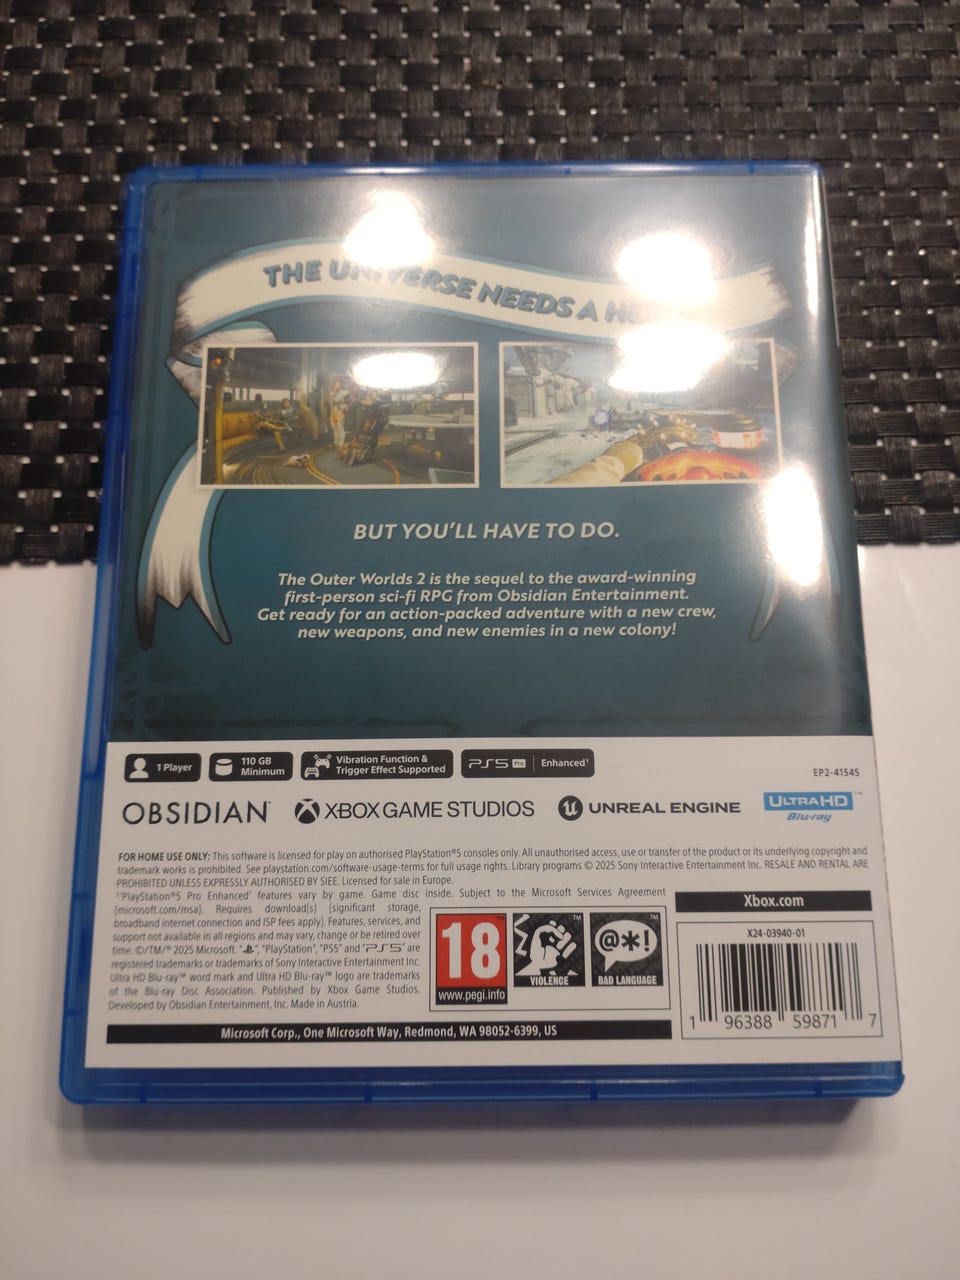 THE UNIVERSE NEEDS A
BUT YOU'LL HAVE TO DO.
The Outer Worlds 2 is the sequel to the award-winning
first-person sci-fi RPG from Obsidian Entertainment.
Get ready for an action-packed adventure with a new crew,
new weapons, and new enemies in a new colony!
1 Player
110 GB
Minimum
Vibration Function &
Trigger Effect Supported
PS5 Pro Enhanced¹
EP2-41545
OBSIDIAN
XBOX GAME STUDIOS
UNREAL ENGINE
ULTRA HD™
Blu-ray
FOR HOME USE ONLY: This software is licensed for play on authorised PlayStation®5 consoles only. All unauthorised access, use or transfer of the product or its underlying copyright and
trademark works is prohibited. See playstation.com/software-usage-terms for full usage rights. Library programs © 2025 Sony Interactive Entertainment Inc. RESALE AND RENTAL ARE
PROHIBITED UNLESS EXPRESSLY AUTHORISED BY SIEE. Licensed for sale in Europe.
¹'PlayStation®5 Pro Enhanced' features vary by game. Game disc inside. Subject to the Microsoft Services Agreement
(microsoft.com/msa). Requires download(s) (significant storage,
broadband internet connection and ISP fees apply). Features, services, and
support not available in all regions and may vary, change or be retired over
time. ©/TM/® 2025 Microsoft. "PS", "PlayStation", "PS5" and "PS5" are
registered trademarks or trademarks of Sony Interactive Entertainment Inc.
Ultra HD Blu-ray™ word mark and Ultra HD Blu-ray™ logo are trademarks
of the Blu-ray Disc Association. Published by Xbox Game Studios.
Developed by Obsidian Entertainment, Inc. Made in Austria.
18
www.pegi.info
VIOLENCE
@*!
BAD LANGUAGE
Xbox.com
X24-03940-01
1 96388 59871 7
Microsoft Corp., One Microsoft Way, Redmond, WA 98052-6399, US